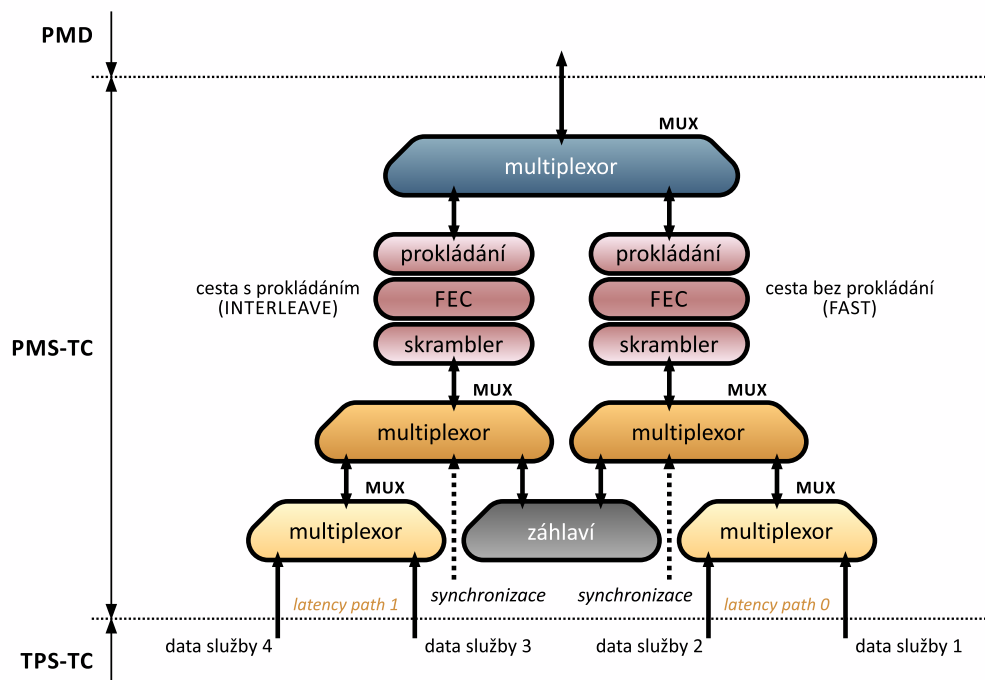 PMD
MUX
multiplexor
prokládání
prokládání
cesta s prokládáním
(INTERLEAVE)
FEC
FEC
cesta bez prokládání
(FAST)
PMS-TC
skrambler
skrambler
MUX
MUX
multiplexor
multiplexor
MUX
MUX
multiplexor
záhlaví
multiplexor
latency path 1
synchronizace
synchronizace
latency path 0
TPS-TC
data služby 4
data služby 3
data služby 2
data služby 1